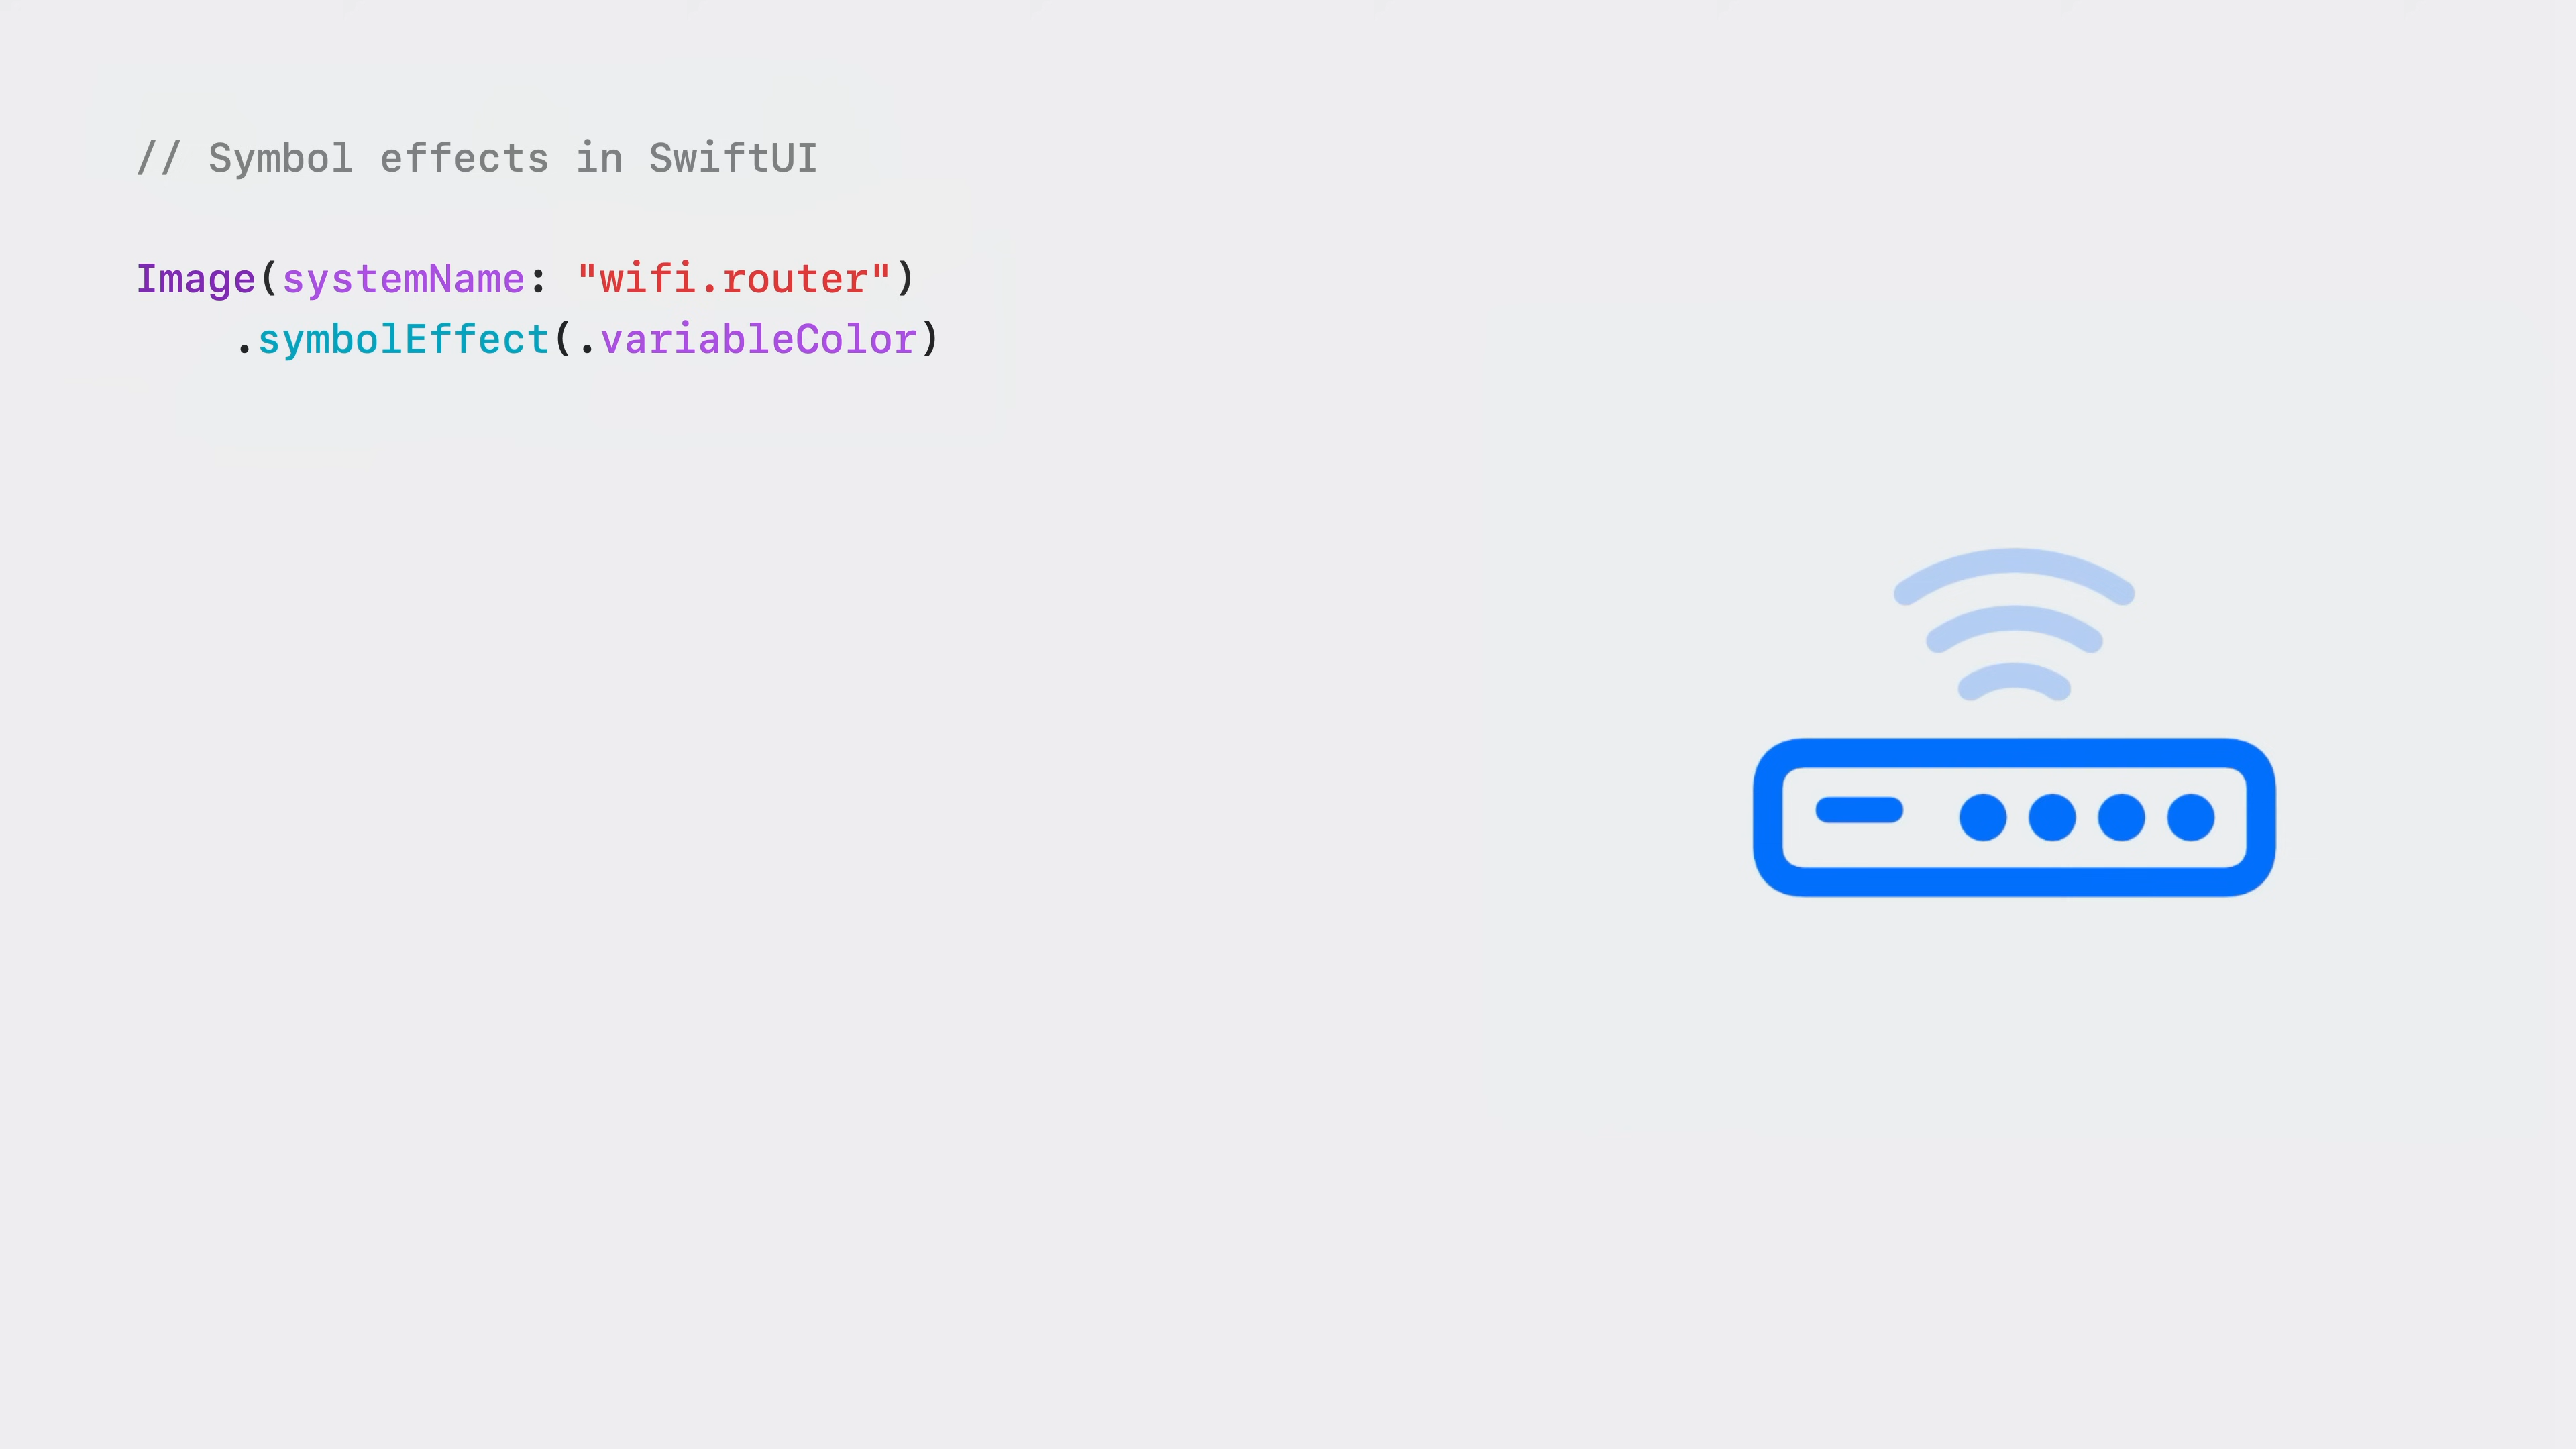 // Symbol effects in SwiftUI
Image(systemName: "wifi.router")
.symbolEffect(.variableColor)